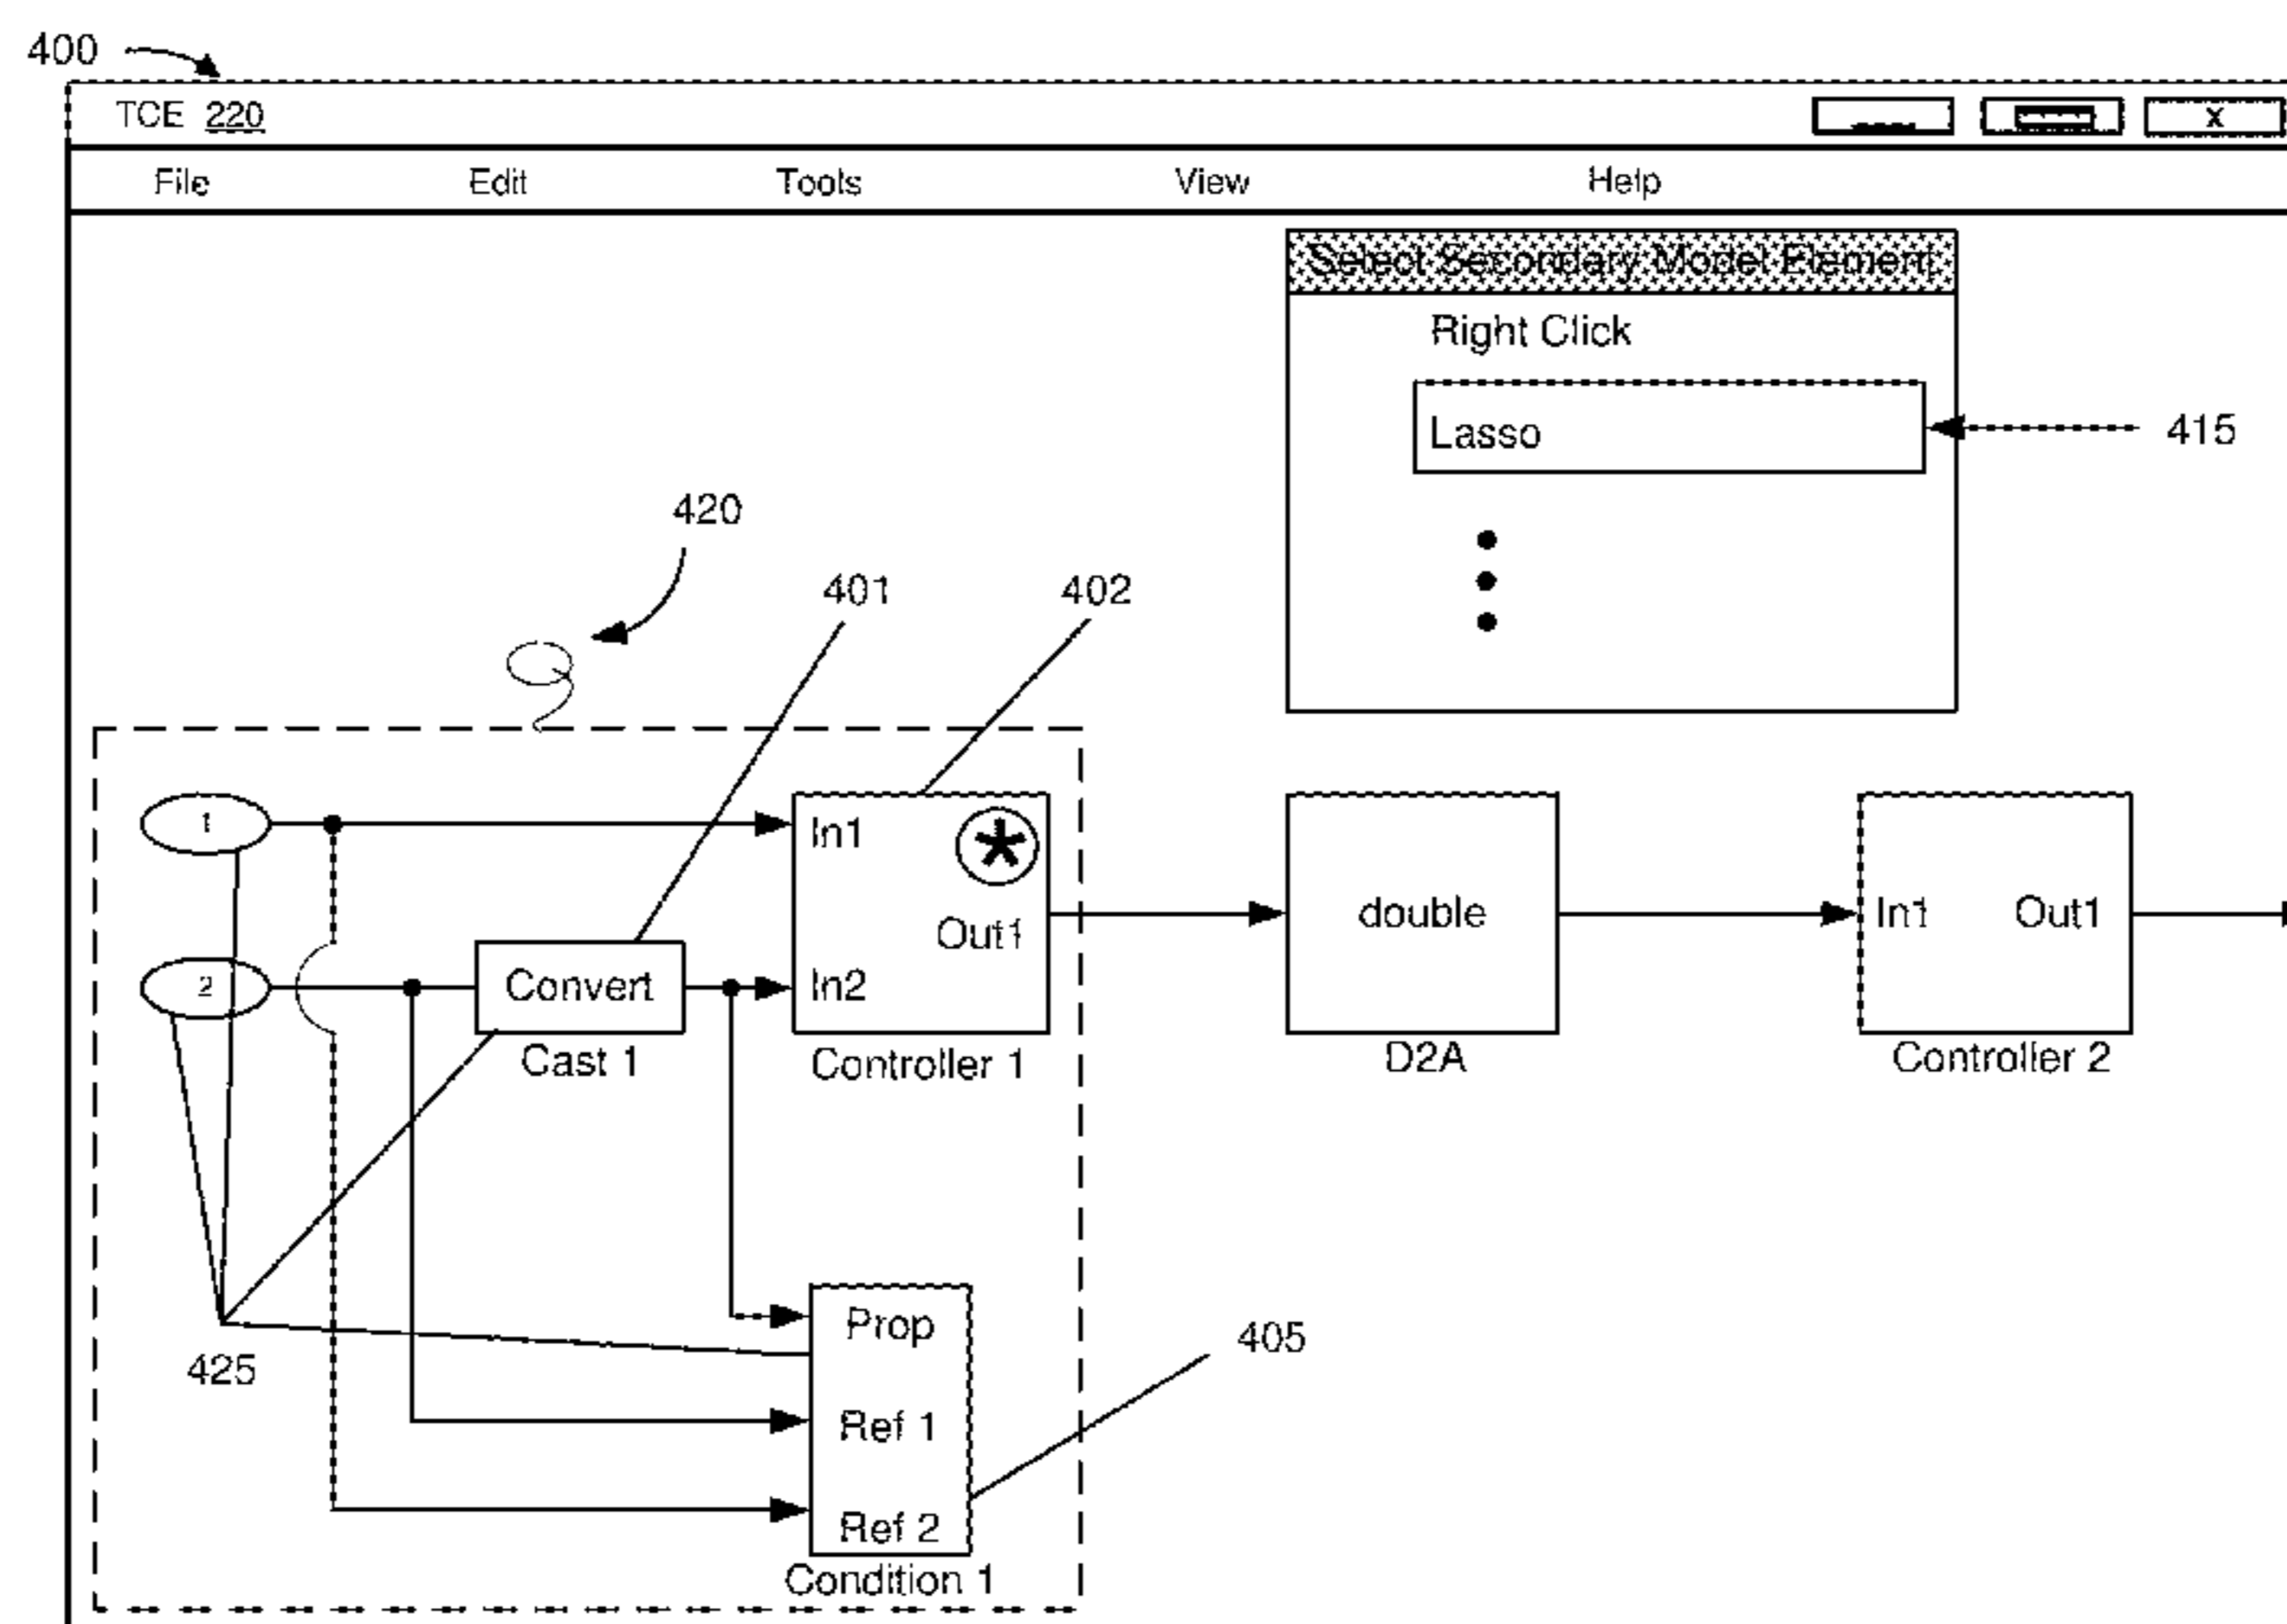 400
TCE 220
X
File Edit Tools View Help
Select Secondary Model Element
Right Click
Lasso
415
420
401
402
1
In1
*
Out1
2
Convert
In2
Cast 1
Controller 1
double
D2A
In1 Out1
Controller 2
Prop
Ref 1
Ref 2
Condition 1
405
425